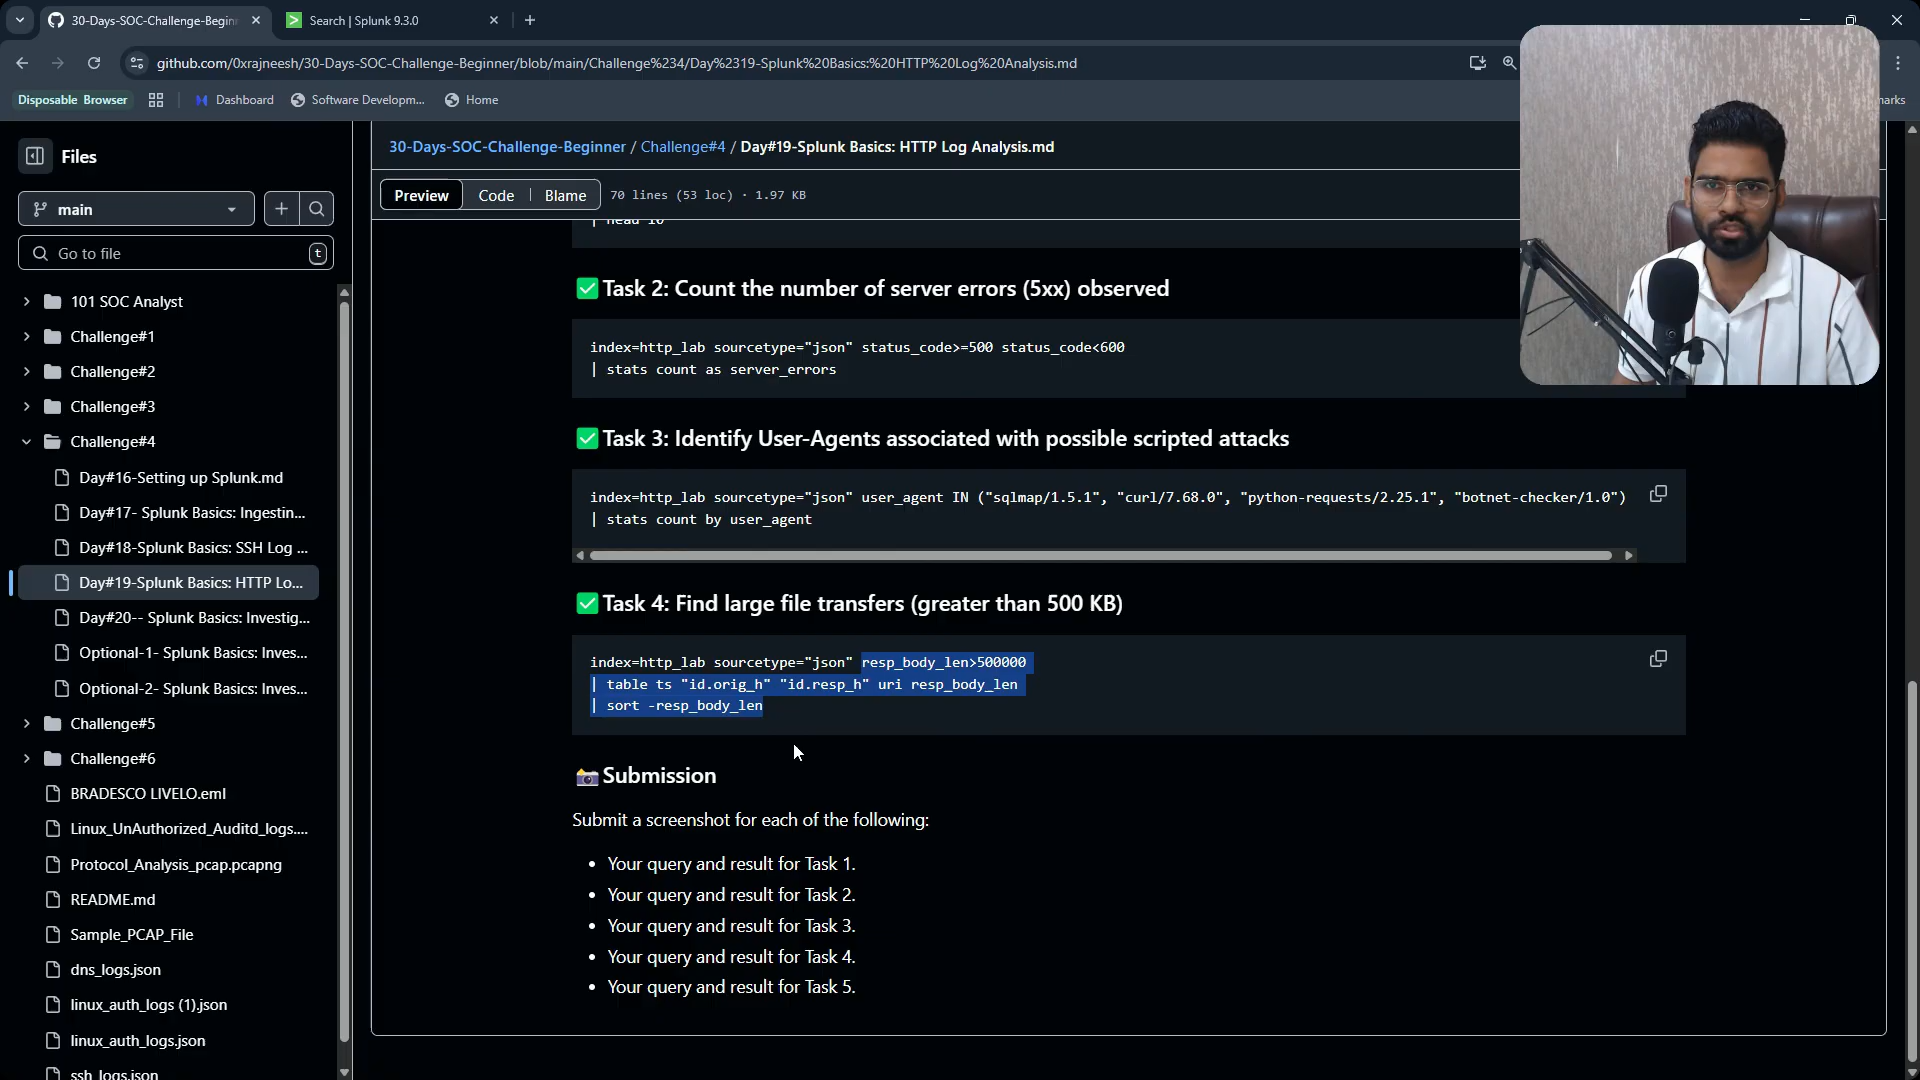 30-Days-SOC-Challenge-Beginn
Search | Splunk 9.3.0
github.com/0xrajneesh/30-Days-SOC-Challenge-Beginner/blob/main/Challenge%234/Day%2319-Splunk%20Basics:%20HTTP%20Log%20Analysis.md
Disposable Browser
Dashboard
Software Developm...
Home
Files
main
Go to file
t
101 SOC Analyst
Challenge#1
Challenge#2
Challenge#3
Challenge#4
Day#16-Setting up Splunk.md
Day#17- Splunk Basics: Ingestin...
Day#18-Splunk Basics: SSH Log ...
Day#19-Splunk Basics: HTTP Lo...
Day#20-- Splunk Basics: Investig...
Optional-1- Splunk Basics: Inves...
Optional-2- Splunk Basics: Inves...
Challenge#5
Challenge#6
BRADESCO LIVELO.eml
Linux_UnAuthorized_Auditd_logs....
Protocol_Analysis_pcap.pcapng
README.md
Sample_PCAP_File
dns_logs.json
linux_auth_logs (1).json
linux_auth_logs.json
ssh_logs.json
30-Days-SOC-Challenge-Beginner / Challenge#4 / Day#19-Splunk Basics: HTTP Log Analysis.md
Preview
Code
Blame
70 lines (53 loc) · 1.97 KB
| head 10
✅ Task 2: Count the number of server errors (5xx) observed
index=http_lab sourcetype="json" status_code>=500 status_code<600
| stats count as server_errors
✅ Task 3: Identify User-Agents associated with possible scripted attacks
index=http_lab sourcetype="json" user_agent IN ("sqlmap/1.5.1", "curl/7.68.0", "python-requests/2.25.1", "botnet-checker/1.0")
| stats count by user_agent
✅ Task 4: Find large file transfers (greater than 500 KB)
index=http_lab sourcetype="json" resp_body_len>500000
| table ts "id.orig_h" "id.resp_h" uri resp_body_len
| sort -resp_body_len
📸 Submission
Submit a screenshot for each of the following:
• Your query and result for Task 1.
• Your query and result for Task 2.
• Your query and result for Task 3.
• Your query and result for Task 4.
• Your query and result for Task 5.